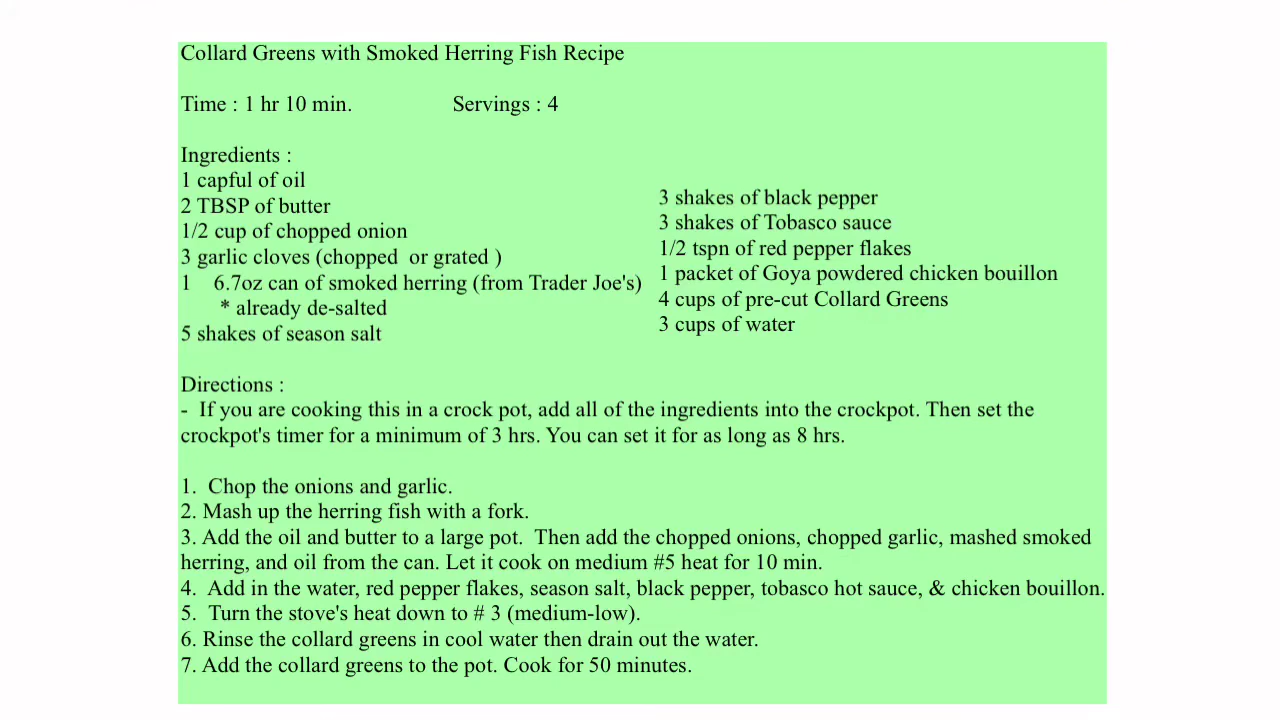 Collard Greens with Smoked Herring Fish Recipe
Time : 1 hr 10 min. Servings : 4
Ingredients :
1 capful of oil
2 TBSP of butter
1/2 cup of chopped onion
3 garlic cloves (chopped or grated )
1 6.7oz can of smoked herring (from Trader Joe's)
* already de-salted
5 shakes of season salt
3 shakes of black pepper
3 shakes of Tobasco sauce
1/2 tspn of red pepper flakes
1 packet of Goya powdered chicken bouillon
4 cups of pre-cut Collard Greens
3 cups of water
Directions :
- If you are cooking this in a crock pot, add all of the ingredients into the crockpot. Then set the
crockpot's timer for a minimum of 3 hrs. You can set it for as long as 8 hrs.
1. Chop the onions and garlic.
2. Mash up the herring fish with a fork.
3. Add the oil and butter to a large pot. Then add the chopped onions, chopped garlic, mashed smoked
herring, and oil from the can. Let it cook on medium #5 heat for 10 min.
4. Add in the water, red pepper flakes, season salt, black pepper, tobasco hot sauce, & chicken bouillon.
5. Turn the stove's heat down to # 3 (medium-low).
6. Rinse the collard greens in cool water then drain out the water.
7. Add the collard greens to the pot. Cook for 50 minutes.